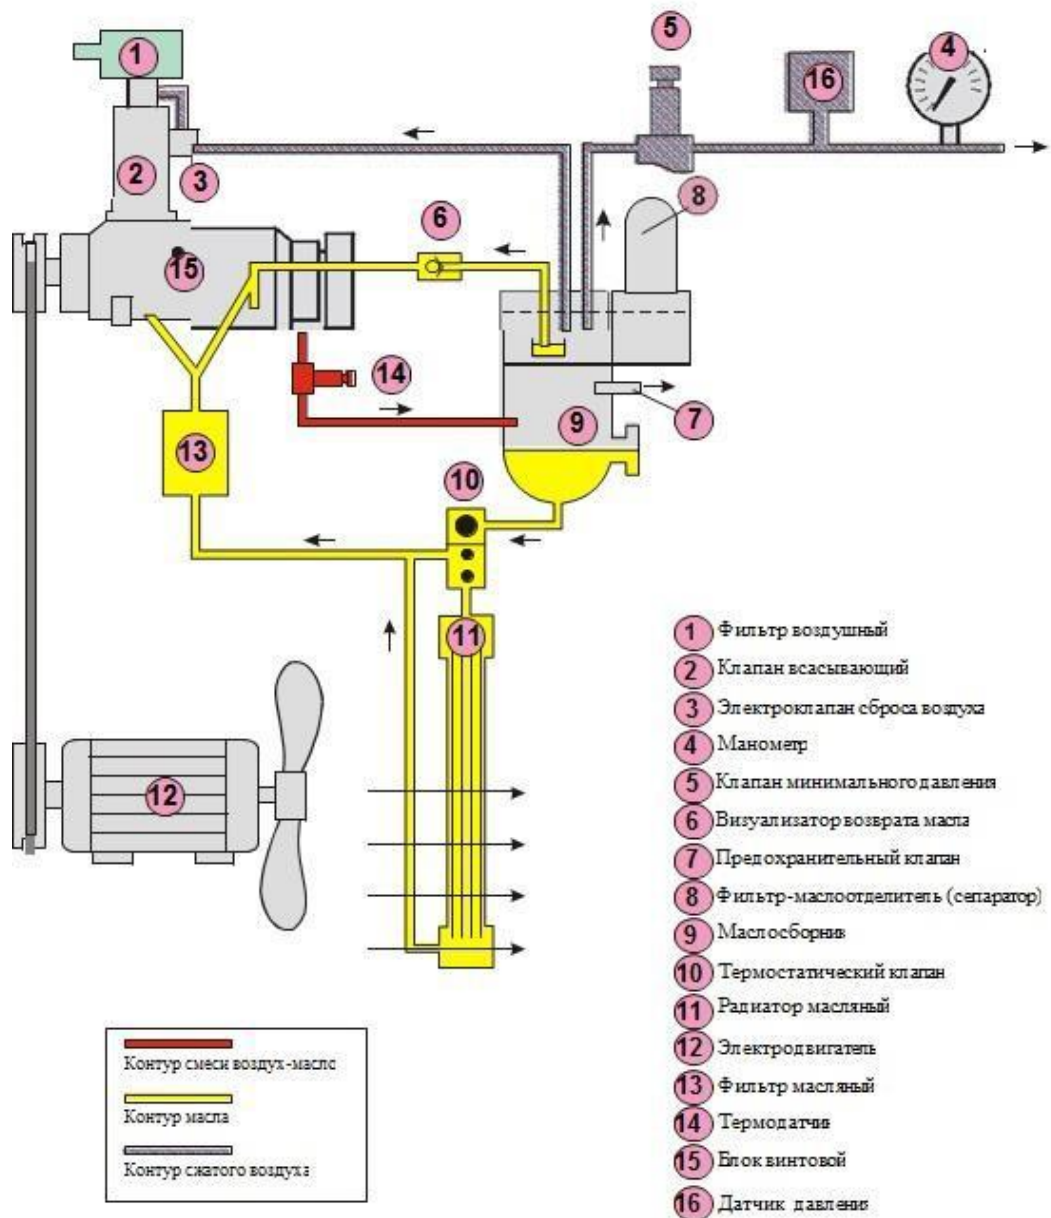 1
5
4
16
2
3
8
6
15
14
7
9
13
10
11
12
1 Фильтр воздушный
2 Клапан всасывающий
3 Электроклапан сброса воздуха
4 Манометр
5 Клапан минимального давления
6 Визуализатор возврата масла
7 Предохранительный клапан
8 Фильтр-маслоотделитель (сепаратор)
9 Маслосборник
10 Термостатический клапан
11 Радиатор масляный
12 Электродвигатель
13 Фильтр масляный
14 Термодатчик
15 Блок винтовой
16 Датчик давления
Контур смеси воздух-масло
Контур масла
Контур сжатого воздуха